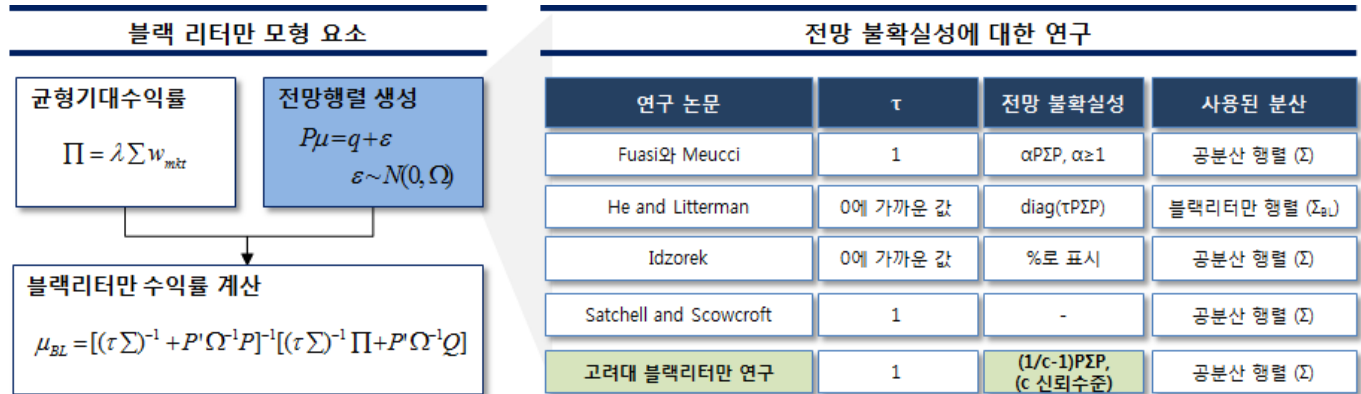 블랙 리터만 모형 요소
균형기대수익률
∏ = λ∑w_mkt
전망행렬 생성
Pμ=q+ε
ε~N(0,Ω)
블랙리터만 수익률 계산
μ_BL = [(τ∑)⁻¹ + P'Ω⁻¹P]⁻¹[(τ∑)⁻¹∏+P'Ω⁻¹Q]
전망 불확실성에 대한 연구
연구 논문 τ 전망 불확실성 사용된 분산
Fuasi와 Meucci 1 αPΣP, α≥1 공분산 행렬 (Σ)
He and Litterman 0에 가까운 값 diag(τPΣP) 블랙리터만 행렬 (Σ_BL)
Idzorek 0에 가까운 값 %로 표시 공분산 행렬 (Σ)
Satchell and Scowcroft 1 - 공분산 행렬 (Σ)
고려대 블랙리터만 연구 1 (1/c-1)PΣP, (c 신뢰수준) 공분산 행렬 (Σ)